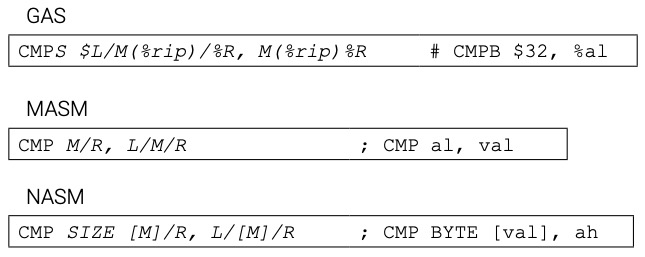 GAS
CMPS $L/M(%rip)/%R, M(%rip)%R # CMPB $32, %al
MASM
CMP M/R, L/M/R ; CMP al, val
NASM
CMP SIZE [M]/R, L/[M]/R ; CMP BYTE [val], ah